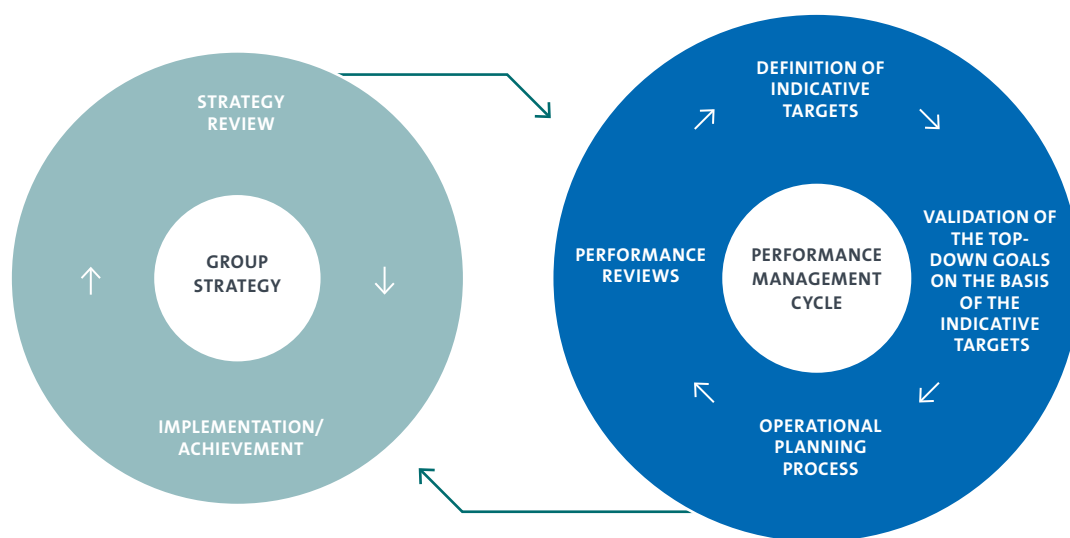 STRATEGY
REVIEW
GROUP
STRATEGY
IMPLEMENTATION/
ACHIEVEMENT
DEFINITION OF
INDICATIVE
TARGETS
VALIDATION OF
THE TOP-
DOWN GOALS
ON THE BASIS
OF THE
INDICATIVE
TARGETS
PERFORMANCE
REVIEWS
PERFORMANCE
MANAGEMENT
CYCLE
OPERATIONAL
PLANNING
PROCESS